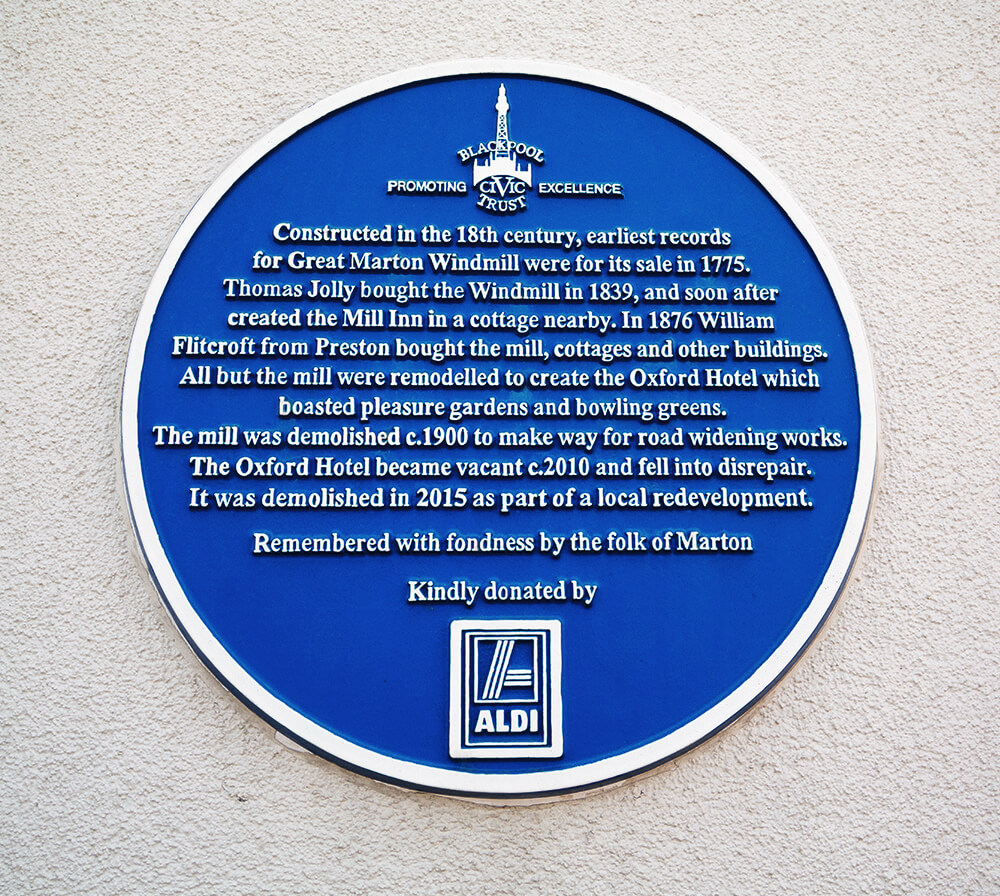 BLACKPOOL
PROMOTING CIVIC EXCELLENCE
TRUST
Constructed in the 18th century, earliest records
for Great Marton Windmill were for its sale in 1775.
Thomas Jolly bought the Windmill in 1839, and soon after
created the Mill Inn in a cottage nearby. In 1876 William
Flitcroft from Preston bought the mill, cottages and other buildings.
All but the mill were remodelled to create the Oxford Hotel which
boasted pleasure gardens and bowling greens.
The mill was demolished c.1900 to make way for road widening works.
The Oxford Hotel became vacant c.2010 and fell into disrepair.
It was demolished in 2015 as part of a local redevelopment.
Remembered with fondness by the folk of Marton
Kindly donated by
ALDI